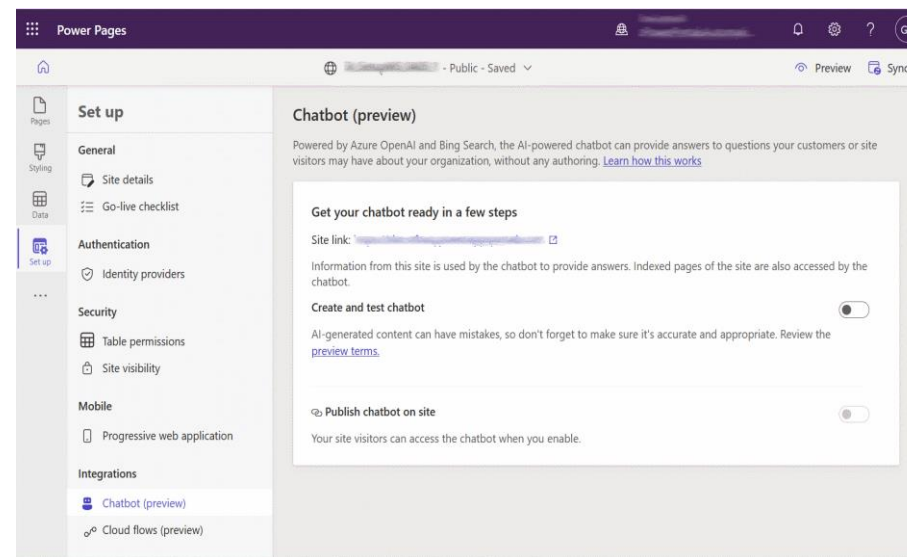 Power Pages
- Public - Saved
Preview
Sync
Pages
Styling
Data
Set up
Set up
General
Site details
Go-live checklist
Authentication
Identity providers
Security
Table permissions
Site visibility
Mobile
Progressive web application
Integrations
Chatbot (preview)
Cloud flows (preview)
Chatbot (preview)
Powered by Azure OpenAI and Bing Search, the AI-powered chatbot can provide answers to questions your customers or site
visitors may have about your organization, without any authoring. Learn how this works
Get your chatbot ready in a few steps
Site link:
Information from this site is used by the chatbot to provide answers. Indexed pages of the site are also accessed by the
chatbot.
Create and test chatbot
AI-generated content can have mistakes, so don't forget to make sure it's accurate and appropriate. Review the
preview terms.
Publish chatbot on site
Your site visitors can access the chatbot when you enable.